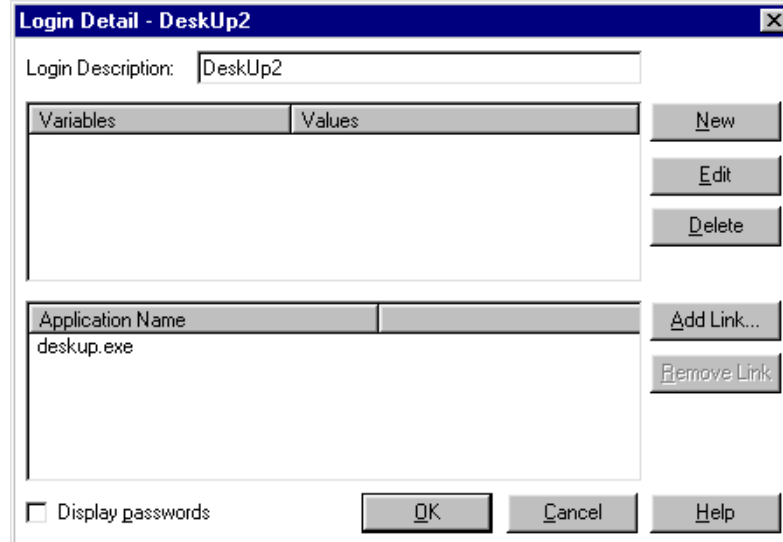 Login Detail - DeskUp2
Login Description: DeskUp2
Variables Values
New
Edit
Delete
Application Name
deskup.exe
Add Link...
Remove Link
Display passwords OK Cancel Help